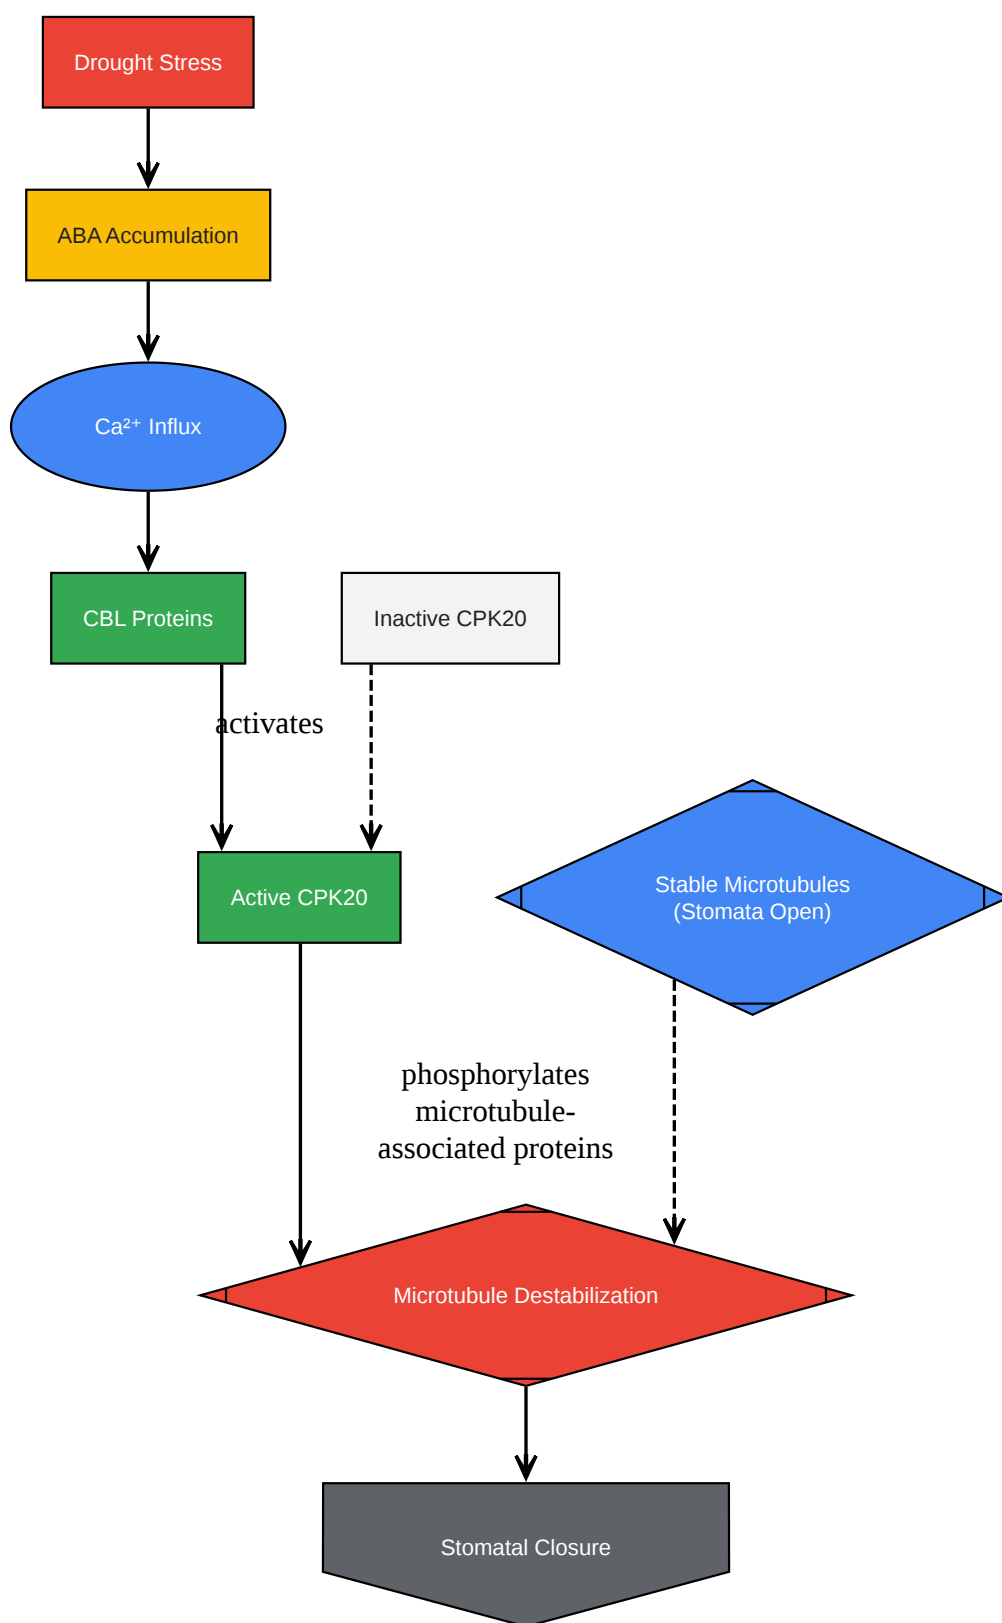 Drought Stress
ABA Accumulation
Ca²⁺ Influx
CBL Proteins
Inactive CPK20
activates
Active CPK20
Stable Microtubules
(Stomata Open)
phosphorylates
microtubule-
associated proteins
Microtubule Destabilization
Stomatal Closure